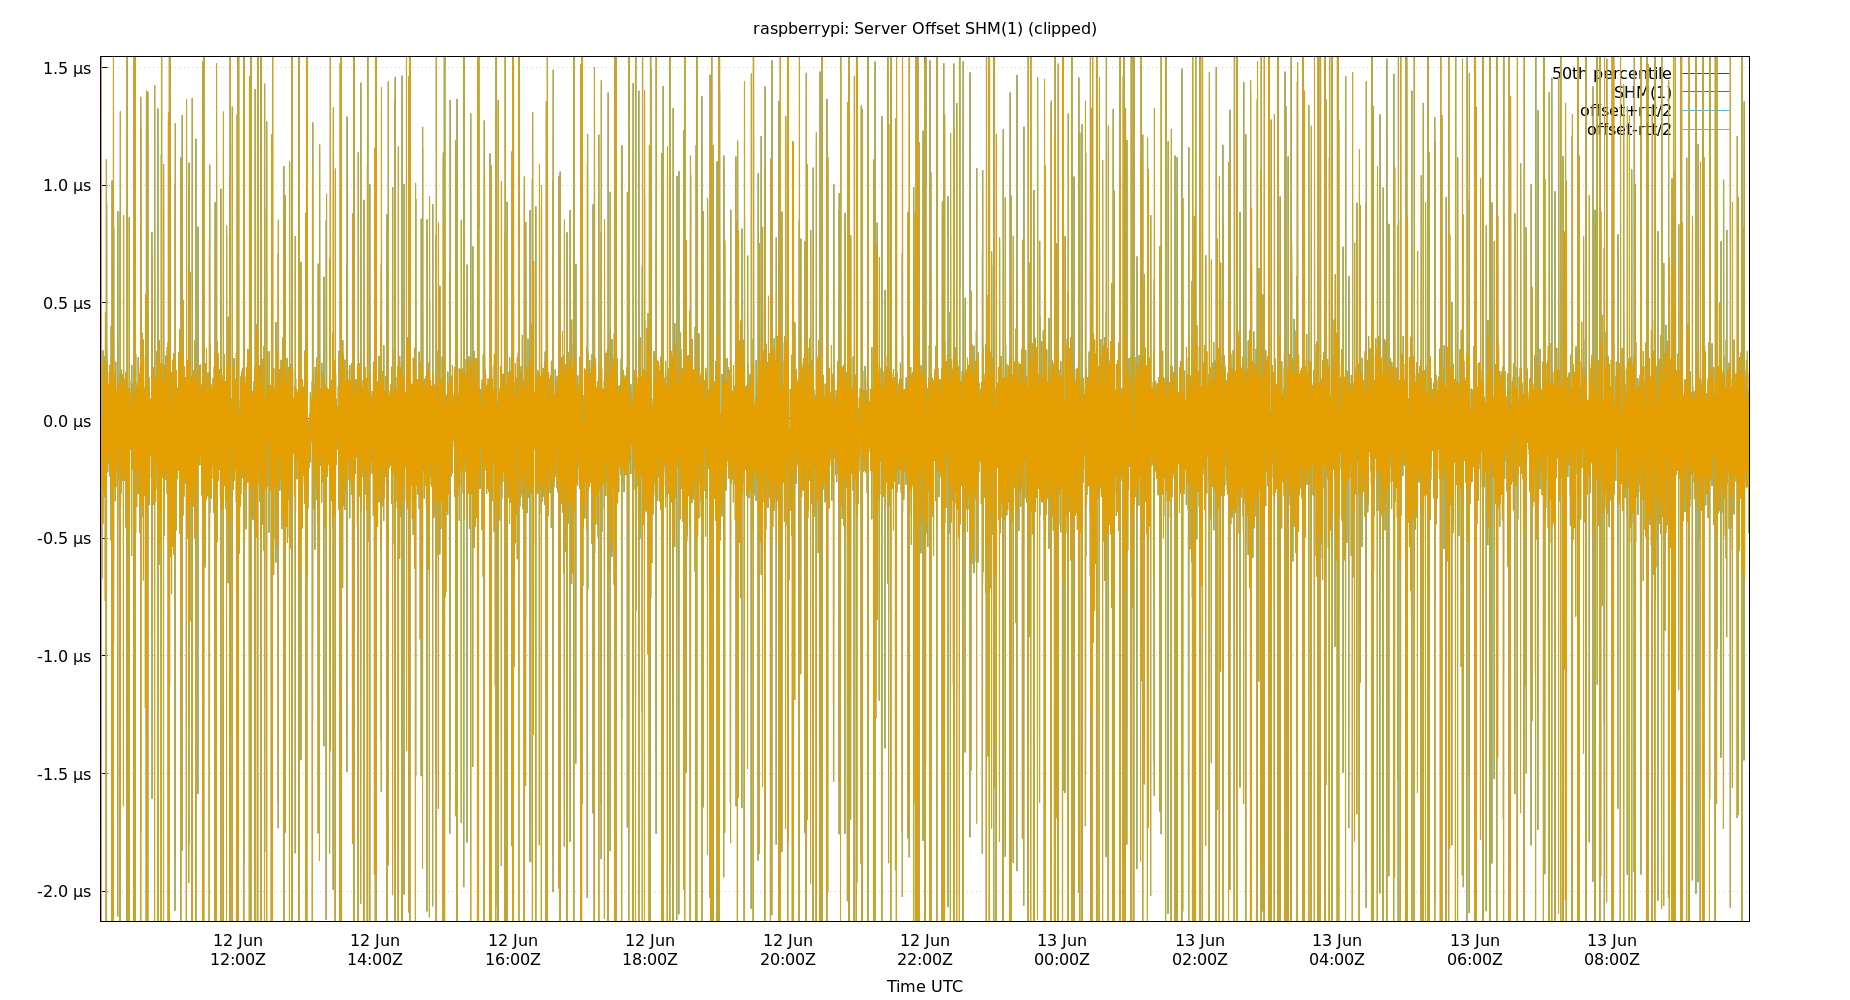 raspberrypi: Server Offset SHM(1) (clipped)
1.5 µs
1.0 µs
0.5 µs
0.0 µs
-0.5 µs
-1.0 µs
-1.5 µs
-2.0 µs
50th percentile
SHM(1)
offset+rtt/2
offset-rtt/2
12 Jun 12 Jun 12 Jun 12 Jun 12 Jun 12 Jun 13 Jun 13 Jun 13 Jun 13 Jun 13 Jun
12:00Z 14:00Z 16:00Z 18:00Z 20:00Z 22:00Z 00:00Z 02:00Z 04:00Z 06:00Z 08:00Z
Time UTC